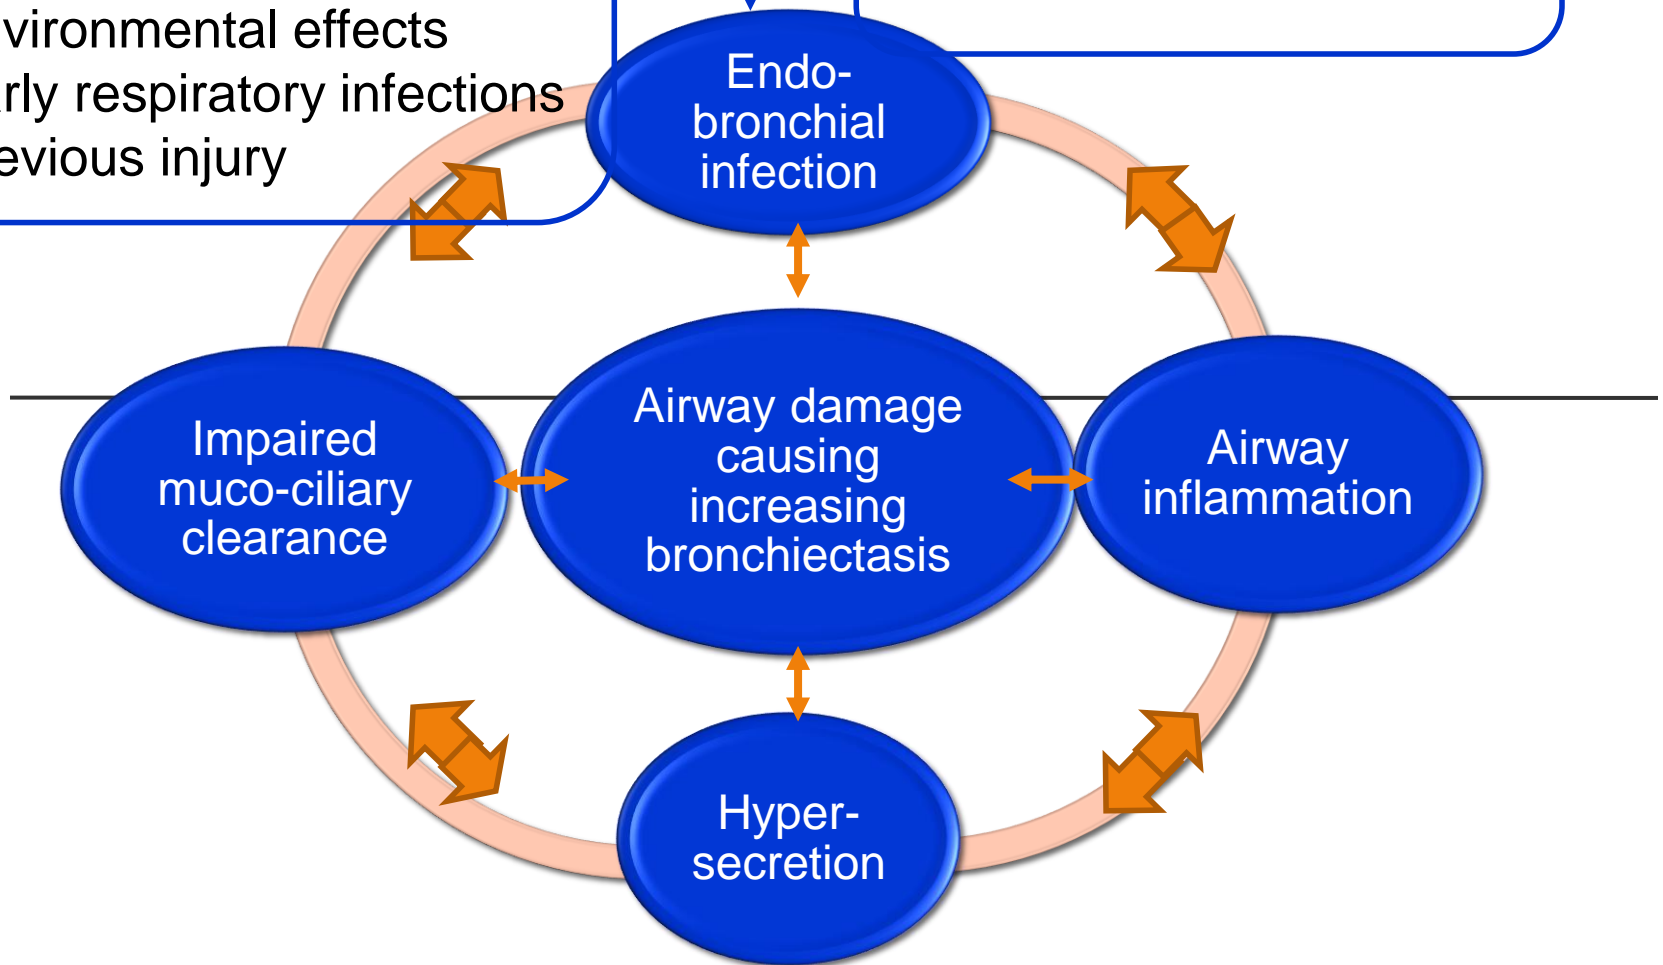 vironmental effects
rly respiratory infections
evious injury
Endo-
bronchial
infection
Impaired
muco-ciliary
clearance
Airway damage
causing
increasing
bronchiectasis
Airway
inflammation
Hyper-
secretion